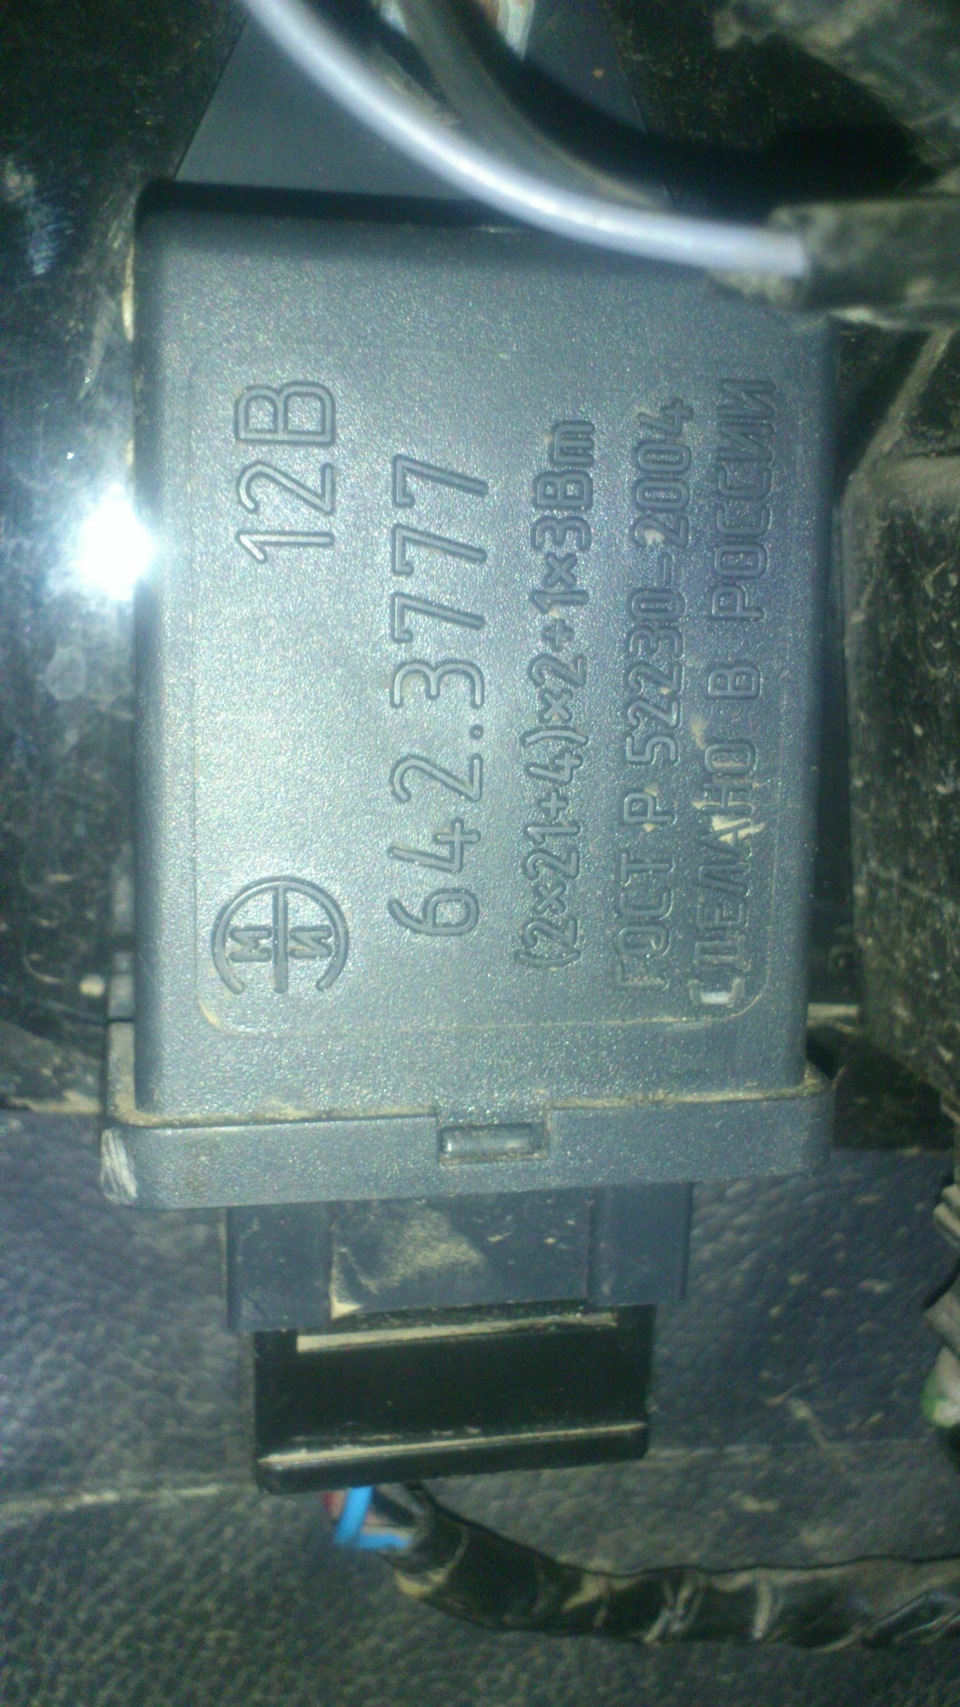 12В
642.3777
(2×21+4)×2+1×3Вт
ГОСТ Р 52230-2004
СДЕЛАНО В РОССИИ